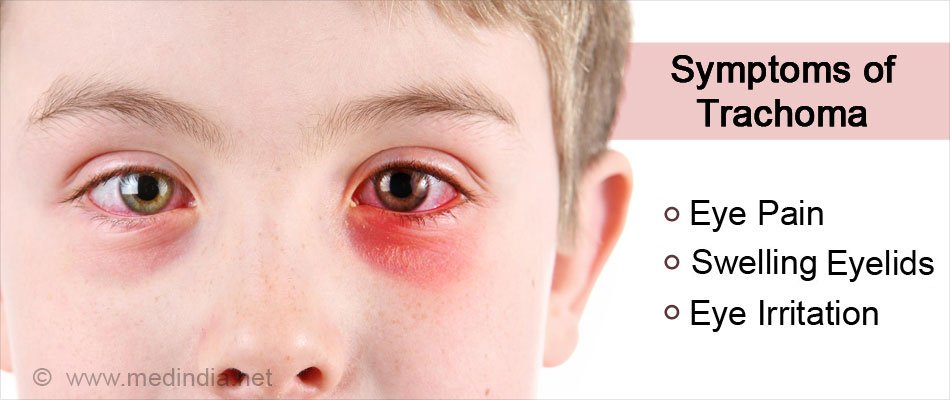 Symptoms of
Trachoma
Eye Pain
Swelling Eyelids
Eye Irritation
© www.medindia.net